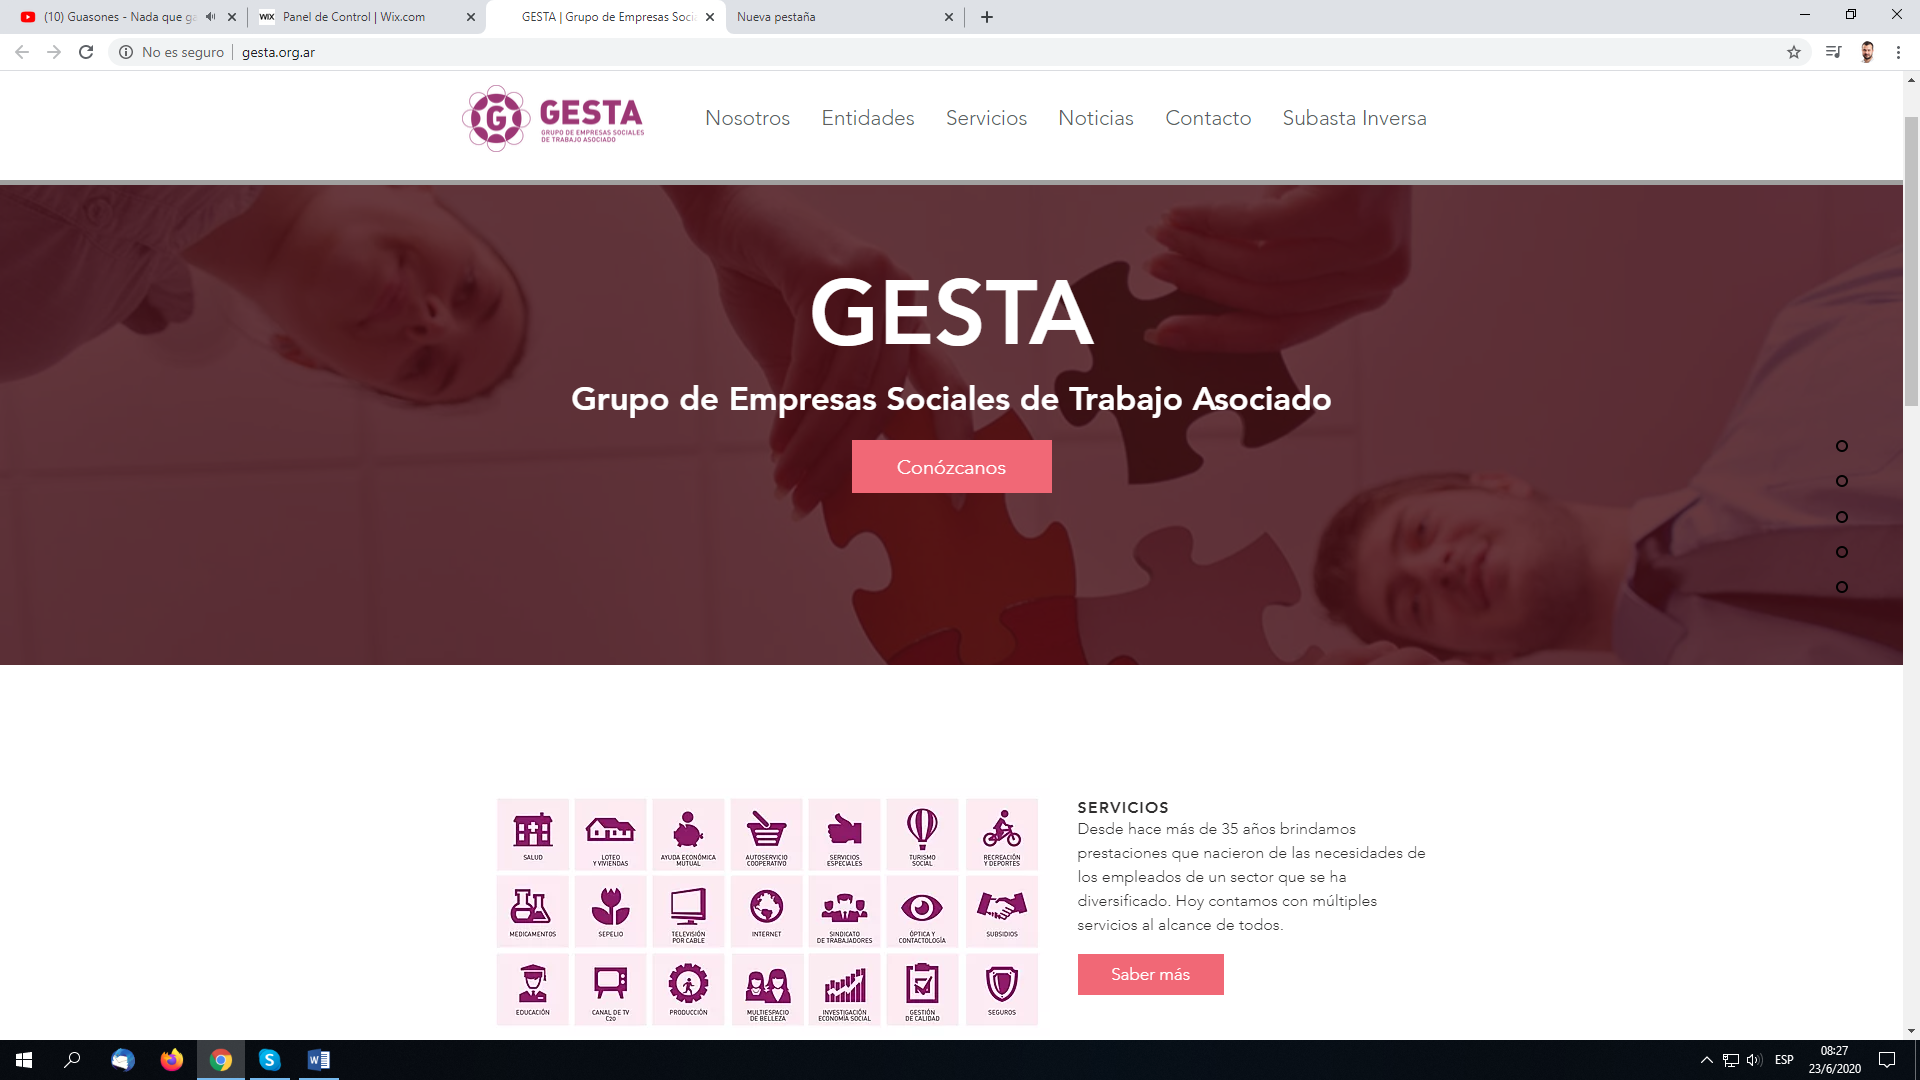 (10) Guasones - Nada que ga
WIX Panel de Control | Wix.com
GESTA | Grupo de Empresas Soci
Nueva pestaña
No es seguro
gesta.org.ar
G GESTA
GRUPO DE EMPRESAS SOCIALES
DE TRABAJO ASOCIADO
Nosotros
Entidades
Servicios
Noticias
Contacto
Subasta Inversa
GESTA
Grupo de Empresas Sociales de Trabajo Asociado
Conózcanos
SALUD
LOTEO
Y VIVIENDAS
AYUDA ECONÓMICA
MUTUAL
AUTOSERVICIO
COOPERATIVO
SERVICIOS
ESPECIALES
TURISMO
SOCIAL
RECREACIÓN
Y DEPORTES
MEDICAMENTOS
SEPELIO
TELEVISIÓN
POR CABLE
INTERNET
SINDICATO
DE TRABAJADORES
ÓPTICA Y
CONTACTOLOGÍA
SUBSIDIOS
EDUCACIÓN
CANAL DE TV
C20
PRODUCCIÓN
MULTIESPACIO
DE BELLEZA
INVESTIGACIÓN
ECONOMÍA SOCIAL
GESTIÓN
DE CALIDAD
SEGUROS
SERVICIOS
Desde hace más de 35 años brindamos
prestaciones que nacieron de las necesidades de
los empleados de un sector que se ha
diversificado. Hoy contamos con múltiples
servicios al alcance de todos.
Saber más
ESP
08:27
23/6/2020